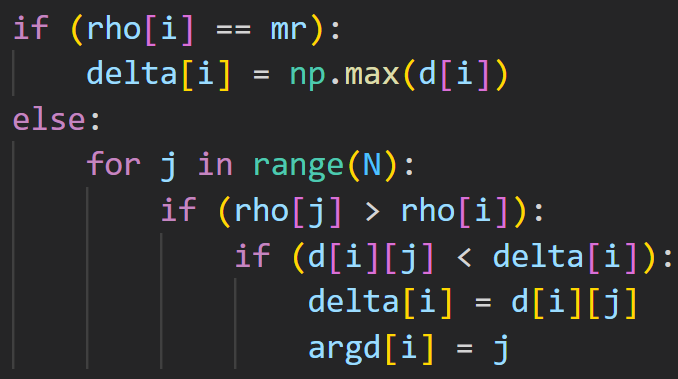 if (rho[i] == mr):
    delta[i] = np.max(d[i])
else:
    for j in range(N):
        if (rho[j] > rho[i]):
            if (d[i][j] < delta[i]):
                delta[i] = d[i][j]
                argd[i] = j